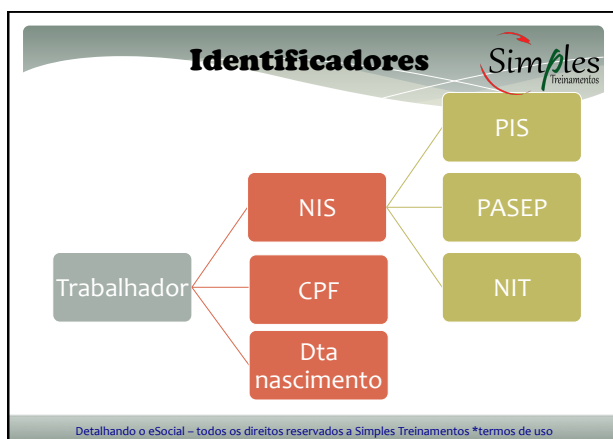 Identificadores
Simples
Treinamentos
PIS
NIS
PASEP
Trabalhador
CPF
NIT
Dta
nascimento
Detalhando o eSocial – todos os direitos reservados a Simples Treinamentos *termos de uso